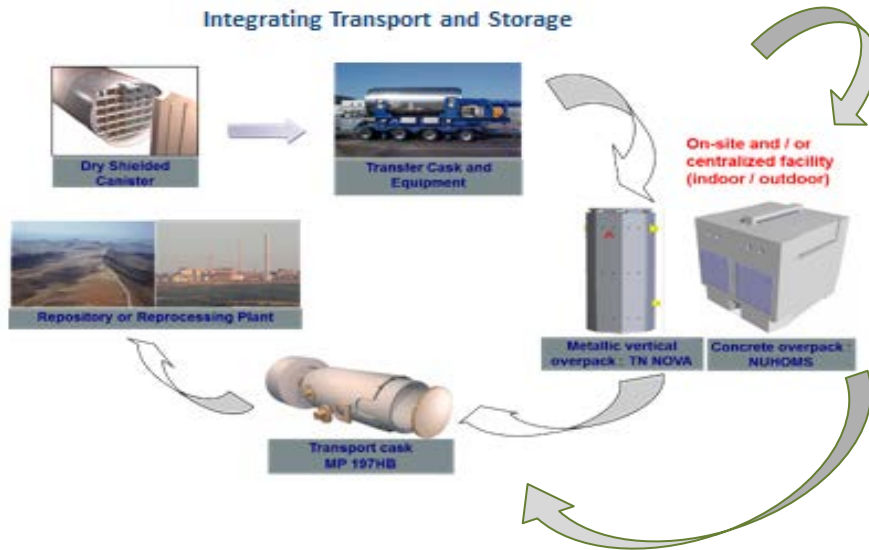 Integrating Transport and Storage
Dry Shielded
Canister
Transfer Cask and
Equipment
On-site and / or
centralized facility
(indoor / outdoor)
Repository or Reprocessing Plant
Metallic vertical
overpack : TN NOVA
Concrete overpack :
NUHOMS
Transport cask
MP 197HB